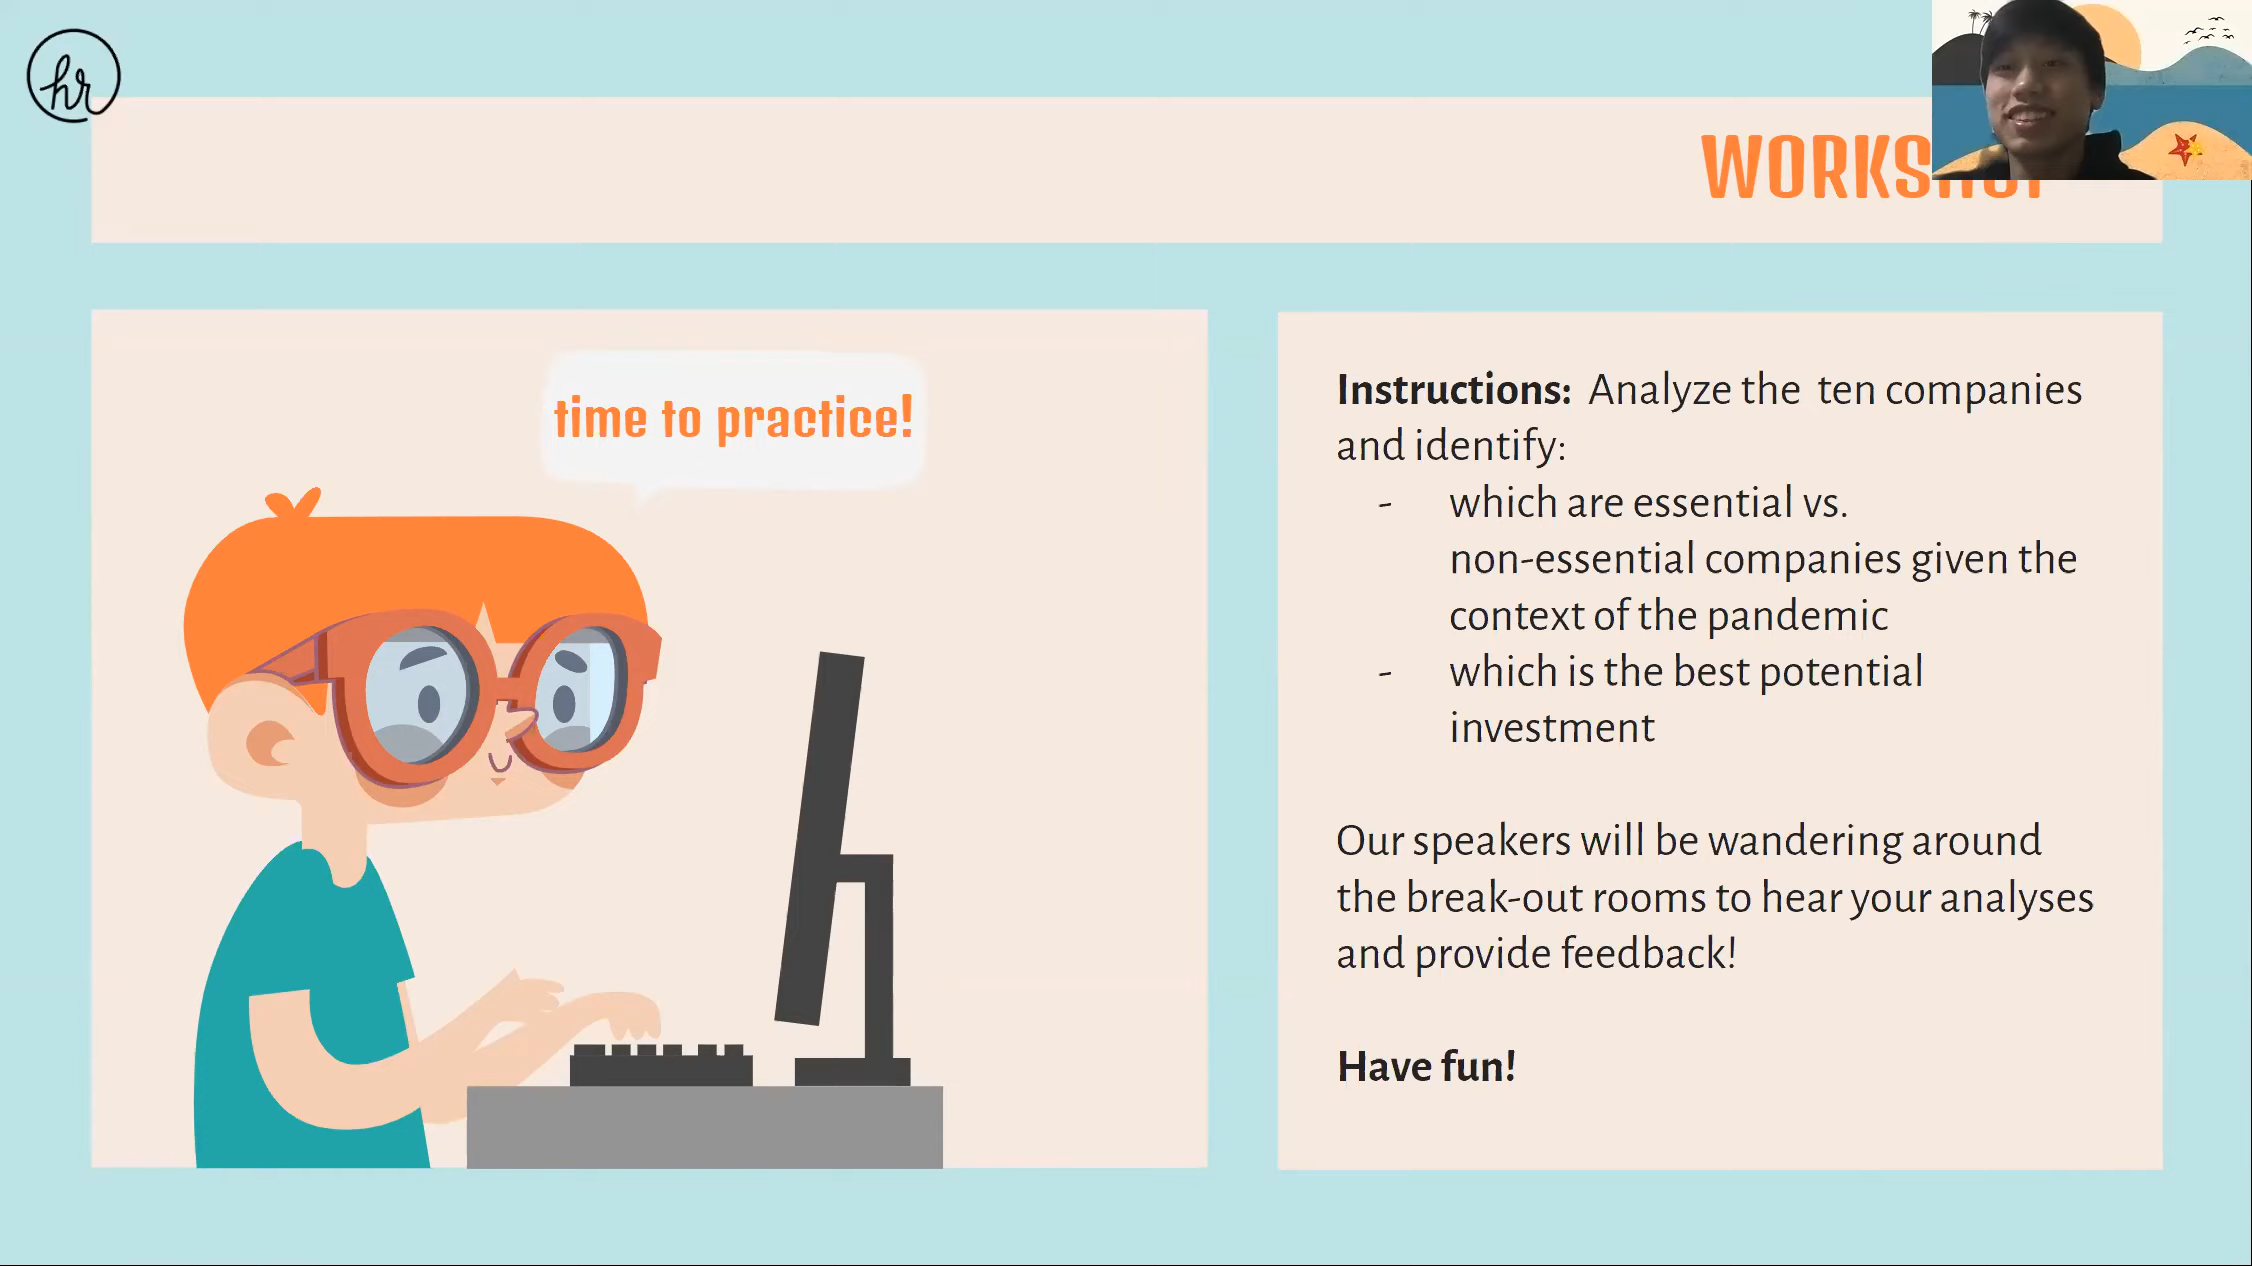 hr
WORKSHOP
time to practice!
Instructions: Analyze the ten companies
and identify:
- which are essential vs.
non-essential companies given the
context of the pandemic
- which is the best potential
investment
Our speakers will be wandering around
the break-out rooms to hear your analyses
and provide feedback!
Have fun!